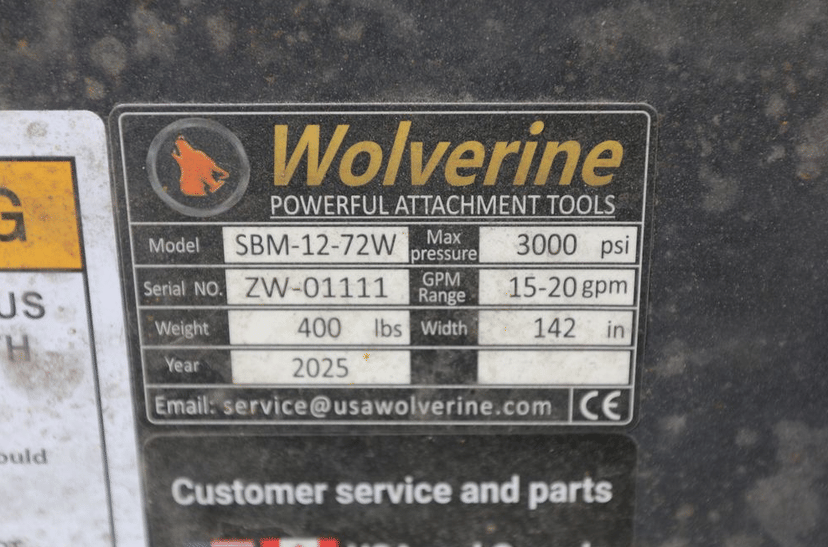 Wolverine
POWERFUL ATTACHMENT TOOLS
Model SBM-12-72W Max pressure 3000 psi
Serial NO. ZW-01111 GPM Range 15-20 gpm
Weight 400 lbs Width 142 in
Year 2025
Email: service@usawolverine.com CE
G
US
H
ould
Customer service and parts